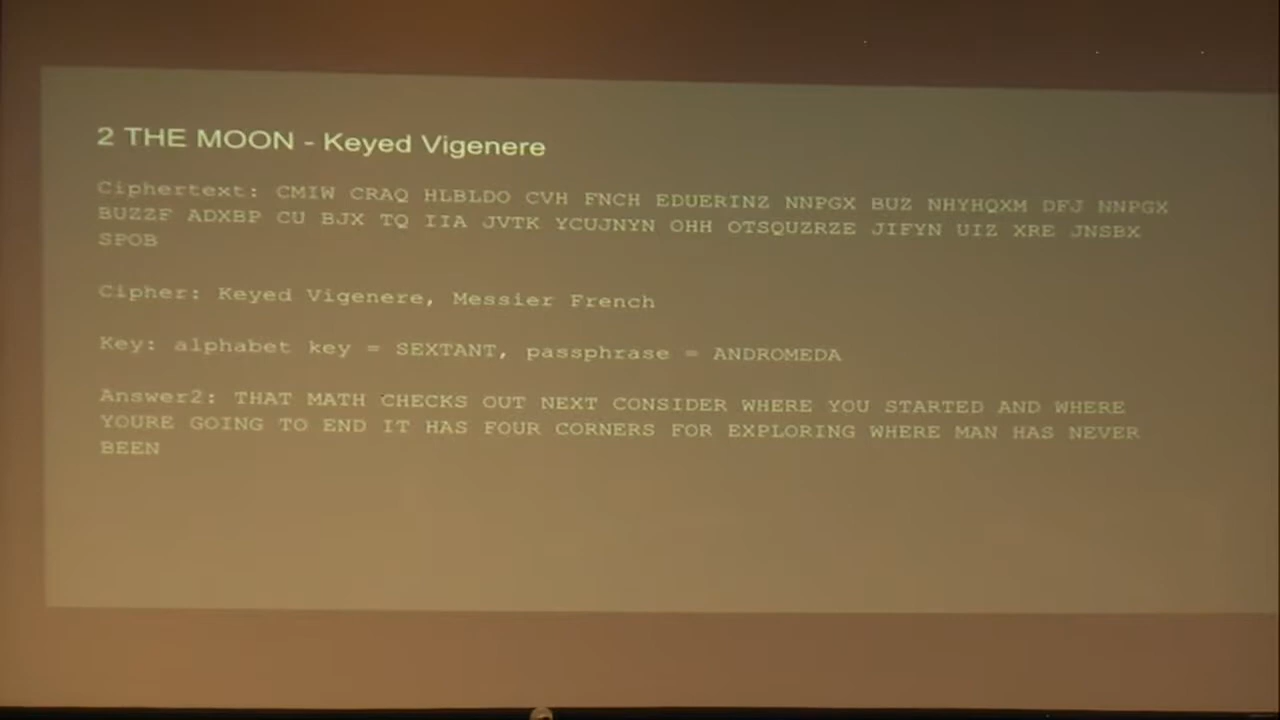 2 THE MOON - Keyed Vigenere
Ciphertext: CMIW CRAQ HLBLDO CVH FNCH EDUERINZ NNPGX BUZ NHYHQXM DFJ NNPGX
BUZZF ADXBP CU BJX TQ IIA JVTK YCUJNYN OHH OTSQUZRZE JIFYN UIZ XRE JNSBX
SPOB
Cipher: Keyed Vigenere, Messier French
Key: alphabet key = SEXTANT, passphrase = ANDROMEDA
Answer2: THAT MATH CHECKS OUT NEXT CONSIDER WHERE YOU STARTED AND WHERE
YOURE GOING TO END IT HAS FOUR CORNERS FOR EXPLORING WHERE MAN HAS NEVER
BEEN